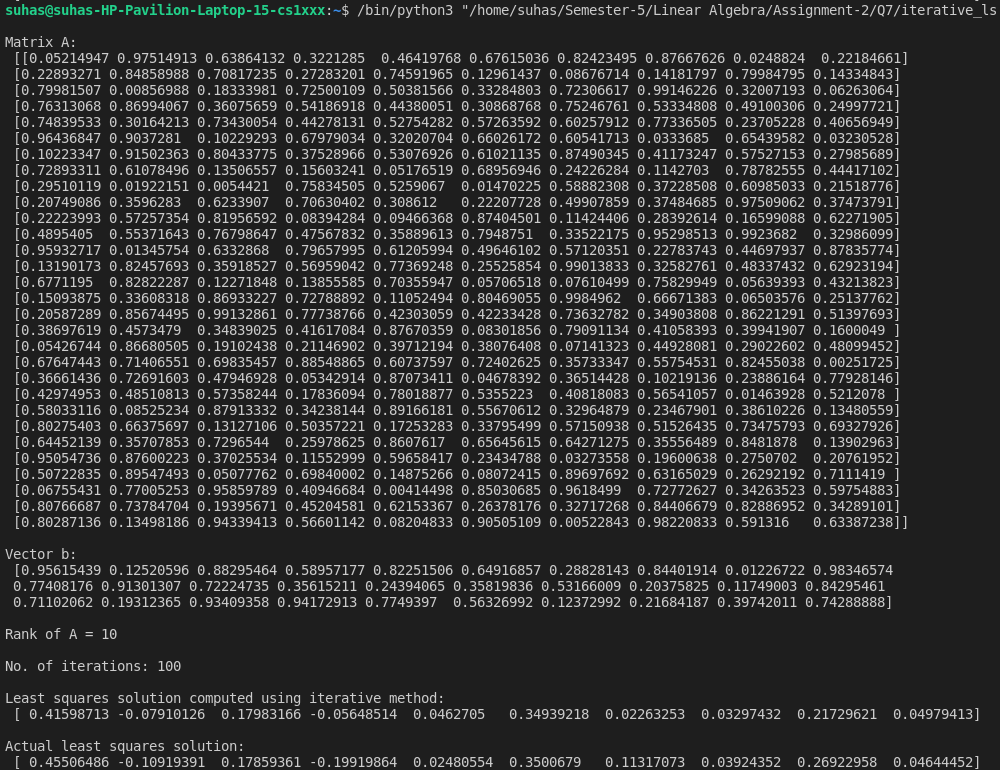 suhas@suhas-HP-Pavilion-Laptop-15-cs1xxx:~$ /bin/python3 "/home/suhas/Semester-5/Linear Algebra/Assignment-2/Q7/iterative_ls
Matrix A:
[[0.05214947 0.97514913 0.63864132 0.3221285  0.46419768 0.67615036 0.82423495 0.87667626 0.0248824  0.22184661]
[0.22893271 0.84858988 0.70817235 0.27283201 0.74591965 0.12961437 0.08676714 0.14181797 0.79984795 0.14334843]
[0.79981507 0.00856988 0.18333981 0.72500109 0.50381566 0.33284803 0.72306617 0.99146226 0.32007193 0.06263064]
[0.76313068 0.86994067 0.36075659 0.54186918 0.44380051 0.30868768 0.75246761 0.53334808 0.49100306 0.24997721]
[0.74839533 0.30164213 0.73430054 0.44278131 0.52754282 0.57263592 0.60257912 0.77336505 0.23705228 0.40656949]
[0.96436847 0.9037281  0.10229293 0.67979034 0.32020704 0.66026172 0.60541713 0.0333685  0.65439582 0.03230528]
[0.10223347 0.91502363 0.80433775 0.37528966 0.53076926 0.61021135 0.87490345 0.41173247 0.57527153 0.27985689]
[0.72893311 0.61078496 0.13506557 0.15603241 0.05176519 0.68956946 0.24226284 0.1142703  0.78782555 0.44417102]
[0.29510119 0.01922151 0.0054421  0.75834505 0.5259067  0.01470225 0.58882308 0.37228508 0.60985033 0.21518776]
[0.20749086 0.3596283  0.6233907  0.70630402 0.308612   0.22207728 0.49907859 0.37484685 0.97509062 0.37473791]
[0.22223993 0.57257354 0.81956592 0.08394284 0.09466368 0.87404501 0.11424406 0.28392614 0.16599088 0.62271905]
[0.4895405  0.55371643 0.76798647 0.47567832 0.35889613 0.7948751  0.33522175 0.95298513 0.9923682  0.32986099]
[0.95932717 0.01345754 0.6332868  0.79657995 0.61205994 0.49646102 0.57120351 0.22783743 0.44697937 0.87835774]
[0.13190173 0.82457693 0.35918527 0.56959042 0.77369248 0.25525854 0.99013833 0.32582761 0.48337432 0.62923194]
[0.6771195  0.82822287 0.12271848 0.13855585 0.70355947 0.05706518 0.07610499 0.75829949 0.05639393 0.43213823]
[0.15093875 0.33608318 0.86933227 0.72788892 0.11052494 0.80469055 0.9984962  0.66671383 0.06503576 0.25137762]
[0.20587289 0.85674495 0.99132861 0.77738766 0.42303059 0.42233428 0.73632782 0.34903808 0.86221291 0.51397693]
[0.38697619 0.4573479  0.34839025 0.41617084 0.87670359 0.08301856 0.79091134 0.41058393 0.39941907 0.1600049 ]
[0.05426744 0.86680505 0.19102438 0.21146902 0.39712194 0.38076408 0.07141323 0.44928081 0.29022602 0.48099452]
[0.67647443 0.71406551 0.69835457 0.88548865 0.60737597 0.72402625 0.35733347 0.55754531 0.82455038 0.00251725]
[0.36661436 0.72691603 0.47946928 0.05342914 0.87073411 0.04678392 0.36514428 0.10219136 0.23886164 0.77928146]
[0.42974953 0.48510813 0.57358244 0.17836094 0.78018877 0.5355223  0.40818083 0.56541057 0.01463928 0.5212078 ]
[0.58033116 0.08525234 0.87913332 0.34238144 0.89166181 0.55670612 0.32964879 0.23467901 0.38610226 0.13480559]
[0.80275403 0.66375697 0.13127106 0.50357221 0.17253283 0.33795499 0.57150938 0.51526435 0.73475793 0.69327926]
[0.64452139 0.35707853 0.7296544  0.25978625 0.8607617  0.65645615 0.64271275 0.35556489 0.8481878  0.13902963]
[0.95054736 0.87600223 0.37025534 0.11552999 0.59658417 0.23434788 0.03273558 0.19600638 0.2750702  0.20761952]
[0.50722835 0.89547493 0.05077762 0.69840002 0.14875266 0.08072415 0.89697692 0.63165029 0.26292192 0.7111419 ]
[0.06755431 0.77005253 0.95859789 0.40946684 0.00414498 0.85030685 0.9618499  0.72772627 0.34263523 0.59754883]
[0.80766687 0.73784704 0.19395671 0.45204581 0.62153367 0.26378176 0.32717268 0.84406679 0.82886952 0.34289101]
[0.80287136 0.13498186 0.94339413 0.56601142 0.08204833 0.90505109 0.00522843 0.98220833 0.591316   0.63387238]]
Vector b:
[0.95615439 0.12520596 0.88295464 0.58957177 0.82251506 0.64916857 0.28828143 0.84401914 0.01226722 0.98346574
0.77408176 0.91301307 0.72224735 0.35615211 0.24394065 0.35819836 0.53166009 0.20375825 0.11749003 0.84295461
0.71102062 0.19312365 0.93409358 0.94172913 0.7749397  0.56326992 0.12372992 0.21684187 0.39742011 0.74288888]
Rank of A = 10
No. of iterations: 100
Least squares solution computed using iterative method:
[ 0.41598713 -0.07910126  0.17983166 -0.05648514  0.0462705   0.34939218  0.02263253  0.03297432  0.21729621  0.04979413]
Actual least squares solution:
[ 0.45506486 -0.10919391  0.17859361 -0.19919864  0.02480554  0.3500679   0.11317073  0.03924352  0.26922958  0.04644452]